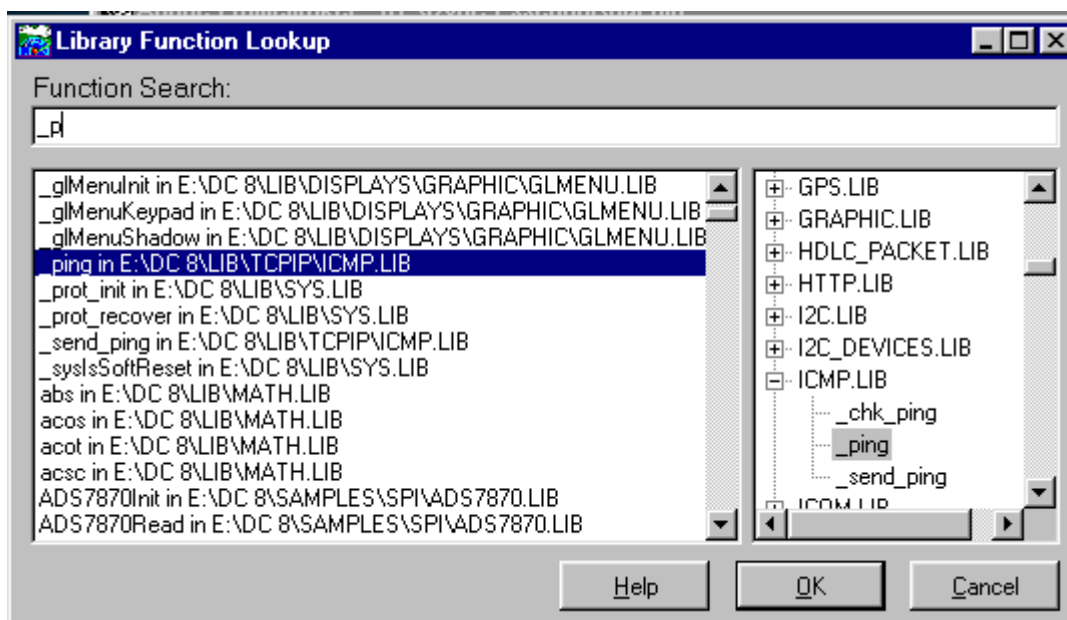 Library Function Lookup
Function Search:
_p
_glMenuInit in E:\DC 8\LIB\DISPLAYS\GRAPHIC\GLMENU.LIB
_glMenuKeypad in E:\DC 8\LIB\DISPLAYS\GRAPHIC\GLMENU.LIB
_glMenuShadow in E:\DC 8\LIB\DISPLAYS\GRAPHIC\GLMENU.LIB
_ping in E:\DC 8\LIB\TCPIP\ICMP.LIB
_prot_init in E:\DC 8\LIB\SYS.LIB
_prot_recover in E:\DC 8\LIB\SYS.LIB
_send_ping in E:\DC 8\LIB\TCPIP\ICMP.LIB
_sysIsSoftReset in E:\DC 8\LIB\SYS.LIB
abs in E:\DC 8\LIB\MATH.LIB
acos in E:\DC 8\LIB\MATH.LIB
acot in E:\DC 8\LIB\MATH.LIB
acsc in E:\DC 8\LIB\MATH.LIB
ADS7870Init in E:\DC 8\SAMPLES\SPI\ADS7870.LIB
ADS7870Read in E:\DC 8\SAMPLES\SPI\ADS7870.LIB
GPS.LIB
GRAPHIC.LIB
HDLC_PACKET.LIB
HTTP.LIB
I2C.LIB
I2C_DEVICES.LIB
ICMP.LIB
_chk_ping
_ping
_send_ping
Help
OK
Cancel